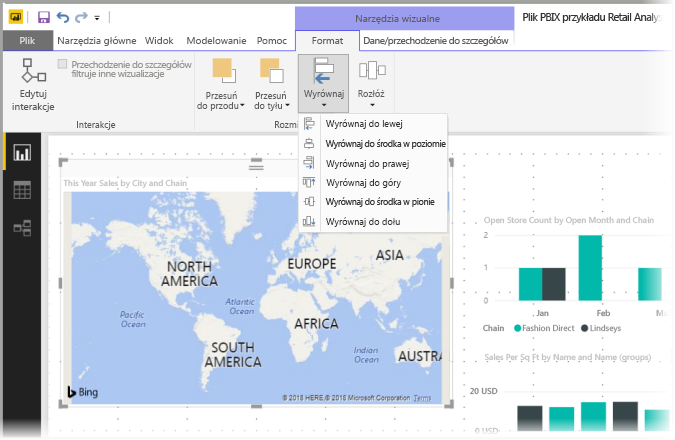 Narzędzia wizualne
Plik PBIX przykładu Retail Analys
Plik
Narzędzia główne
Widok
Modelowanie
Pomoc
Format
Dane/przechodzenie do szczegółów
Edytuj
interakcje
Przechodzenie do szczegółów
filtruje inne wizualizacje
Przesuń
do przodu
Przesuń
do tyłu
Wyrównaj
Rozłóż
Interakcje
Rozmi
Wyrównaj do lewej
Wyrównaj do środka w poziomie
Wyrównaj do prawej
Wyrównaj do góry
Wyrównaj do środka w pionie
Wyrównaj do dołu
This Year Sales by City and Chain
NORTH
AMERICA
EUROPE
ASIA
Pacific
Ocean
Atlantic
Ocean
AFRICA
SOUTH
AMERICA
Indian
Ocean
AUSTRA
Bing
© 2018 HERE, © 2018 Microsoft Corporation Terms
Open Store Count by Open Month and Chain
2
1
0
Jan
Feb
M
Chain
Fashion Direct
Lindseys
Sales Per Sq Ft by Name and Name (groups)
20 USD
0 USD